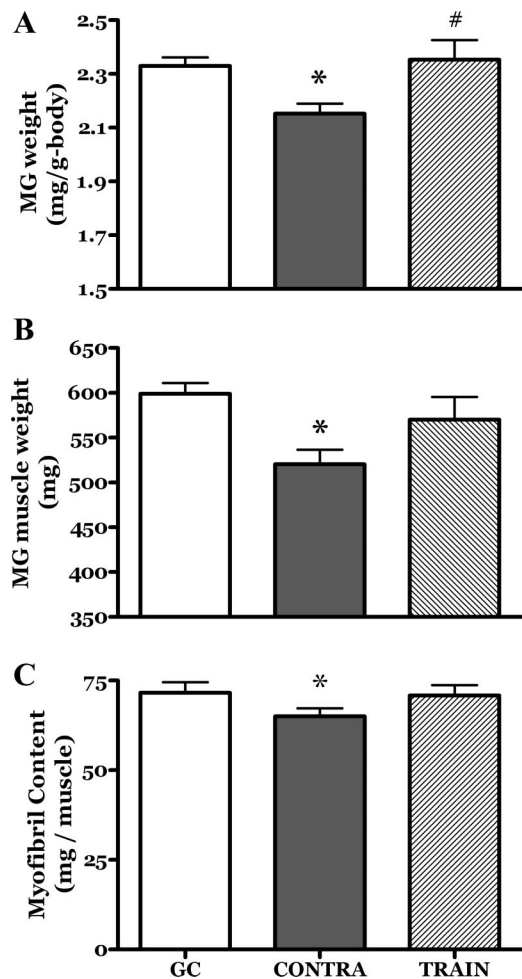 A
MG weight
(mg/g-body)
2.5
2.3
2.1
1.9
1.7
1.5
*
#
B
MG muscle weight
(mg)
650
600
550
500
450
400
350
*
C
Myofibril Content
(mg / muscle)
75
50
25
0
*
GC CONTRA TRAIN